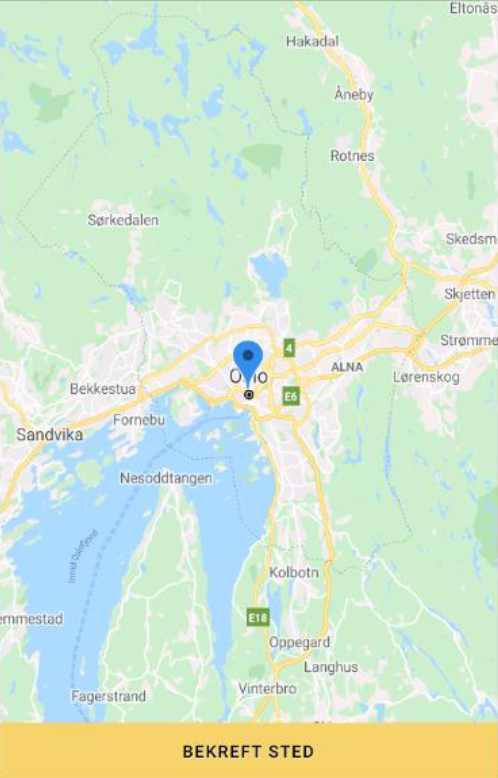 Eltonås
Hakadal
Åneby
Rotnes
Sørkedalen
Skedsm
Skjetten
4
Strømme
Oslo
ALNA
Bekkestua
E6
Lørenskog
Fornebu
Sandvika
Nesoddtangen
Indre Oslofjord
Kolbotn
emmestad
E18
Oppegard
Langhus
Vinterbro
Fagerstrand
BEKREFT STED